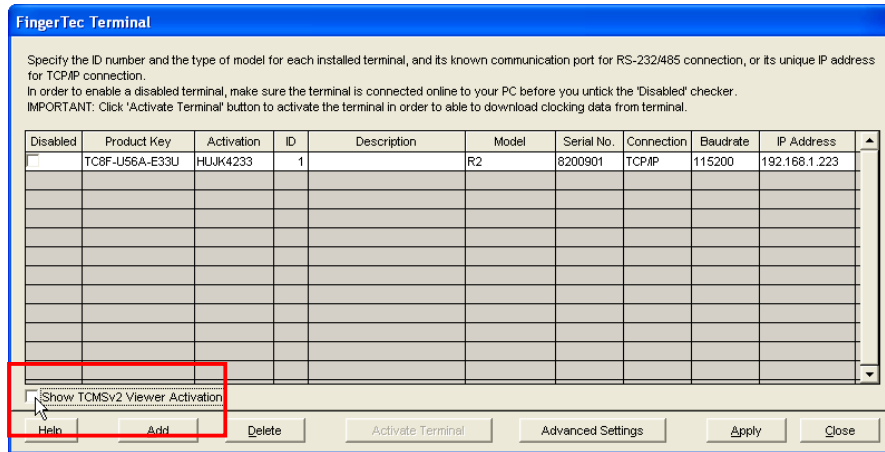 FingerTec Terminal
Specify the ID number and the type of model for each installed terminal, and its known communication port for RS-232/485 connection, or its unique IP address
for TCP/IP connection.
In order to enable a disabled terminal, make sure the terminal is connected online to your PC before you untick the 'Disabled' checker.
IMPORTANT: Click 'Activate Terminal' button to activate the terminal in order to able to download clocking data from terminal.
Disabled Product Key Activation ID Description Model Serial No. Connection Baudrate IP Address
TC8F-U56A-E33U HUJK4233 1 R2 8200901 TCP/IP 115200 192.168.1.223
Show TCMSv2 Viewer Activation
Help Add Delete Activate Terminal Advanced Settings Apply Close